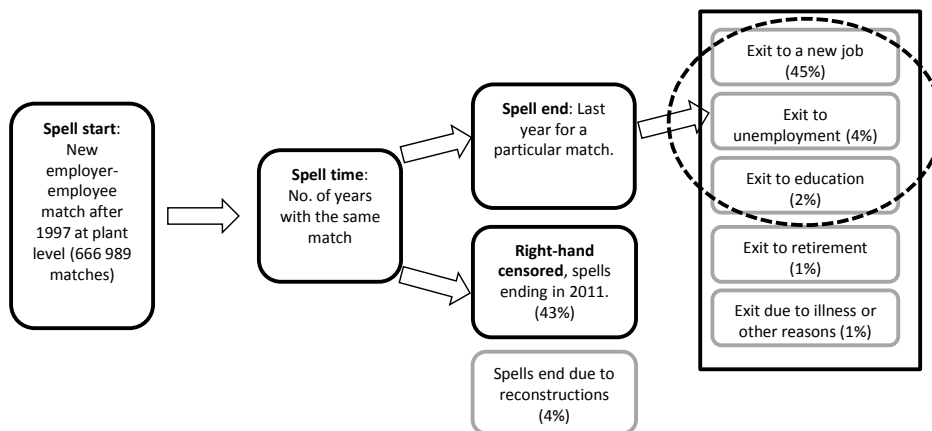 Spell start:
New
employer-
employee
match after
1997 at plant
level (666 989
matches)
Spell time:
No. of years
with the same
match
Spell end: Last
year for a
particular match.
Right-hand
censored, spells
ending in 2011.
(43%)
Spells end due to
reconstructions
(4%)
Exit to a new job
(45%)
Exit to
unemployment (4%)
Exit to education
(2%)
Exit to retirement
(1%)
Exit due to illness or
other reasons (1%)